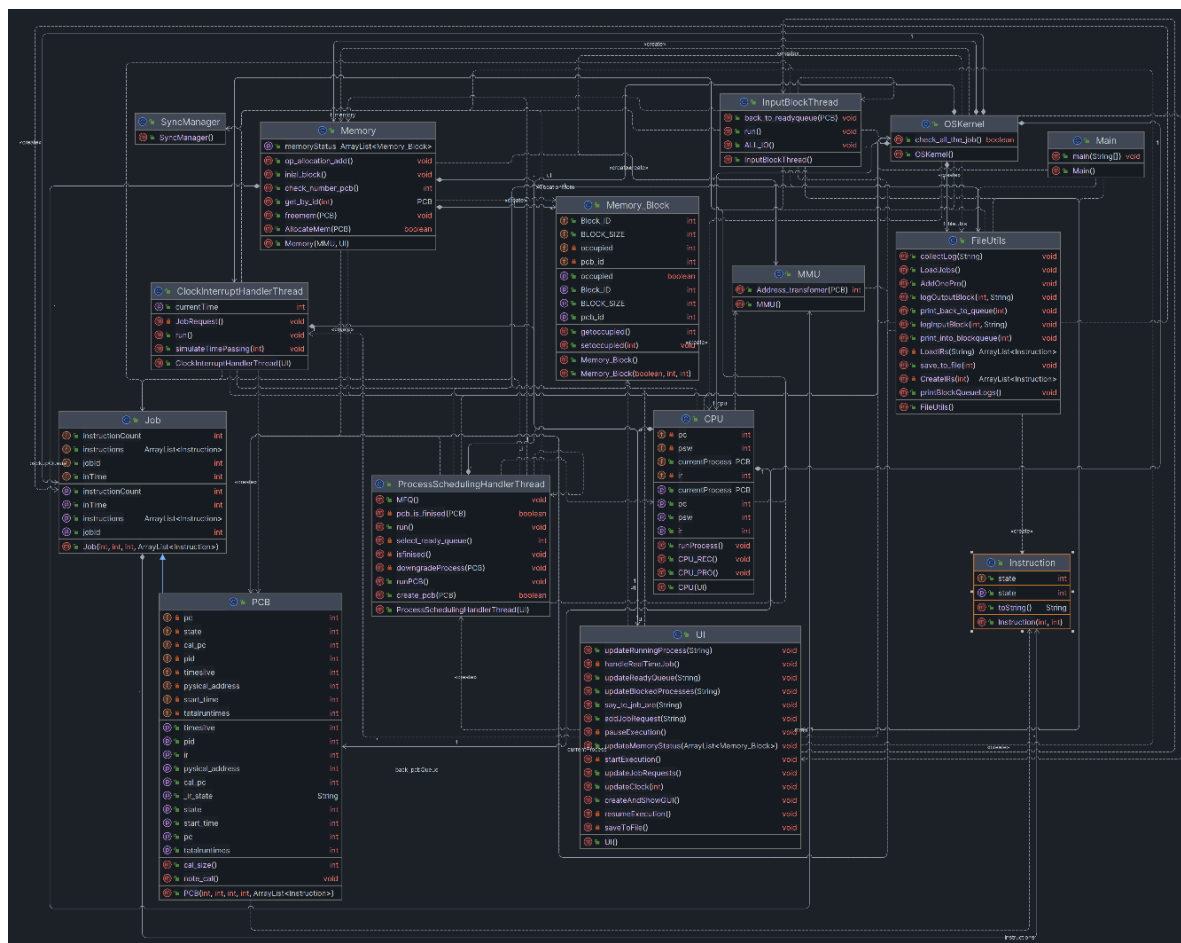 SyncManager
SyncManager()
Memory
memoryStatus ArrayList<Memory_Block>
op_allocation_add() void
inisi_block() void
check_number_pcb() int
get_by_id(int) PCB
freemem(PCB) void
AllocateMem(PCB) boolean
Memory(MMU, UI)
InputBlockThread
back_to_readyqueue(PCB) void
run() void
ALL_IO() void
InputBlockThread()
OSKernel
check_all_the_job() boolean
OSKernel()
Main
main(String[]) void
Main()
Memory_Block
Block_ID int
BLOCK_SIZE int
occupied int
pcb_id int
occupied boolean
Block_ID int
BLOCK_SIZE int
pcb_id int
getoccupied() int
setoccupied(int) void
Memory_Block()
Memory_Block(boolean, int, int)
MMU
Address_transfomer(PCB) int
MMU()
FileUtils
collectLog(String) void
LoadJobs() void
AddOnePro() void
logOutputBlock(int, String) void
print_back_to_queue(int) void
logInputBlock(int, String) void
print_into_blockqueue(int) void
LoadIRs(String) ArrayList<Instruction>
save_to_file(int) void
CreateIRs(int) ArrayList<Instruction>
printBlockQueueLogs() void
FileUtils()
ClockInterruptHandlerThread
currentTime int
JobRequest() void
run() void
simulateTimePassing(int) void
ClockInterruptHandlerThread(UI)
Job
instructionCount int
instructions ArrayList<Instruction>
jobid int
inTime int
instructionCount int
inTime int
instructions ArrayList<Instruction>
jobid int
Job(int, int, int, ArrayList<Instruction>)
ProcessSchedulingHandlerThread
MFQ() void
pcb_is_finised(PCB) boolean
run() void
select_ready_queue() int
isfinised() void
downgradeProcess(PCB) void
runPCB() void
create_pcb(PCB) boolean
ProcessSchedulingHandlerThread(UI)
CPU
pc int
psw int
currentProcess PCB
ir int
currentProcess PCB
pc int
psw int
ir int
runProcess() void
CPU_REC() void
CPU_PRO() void
CPU(UI)
Instruction
state int
state int
toString() String
Instruction(int, int)
PCB
pc int
state int
cal_pc int
pid int
timeslive int
pysical_address int
start_time int
tatalruntimes int
timeslive int
pid int
ir int
pysical_address int
cal_pc int
_ir_state String
state int
start_time int
pc int
tatalruntimes int
cal_size() int
note_cal() void
PCB(int, int, int, int, ArrayList<Instruction>)
UI
updateRunningProcess(String) void
handleRealTimeJob() void
updateReadyQueue(String) void
updateBlockedProcesses(String) void
say_to_job_are(String) void
addJobRequest(String) void
pauseExecution() void
updateMemoryStatus(ArrayList<Memory_Block>) void
startExecution() void
updateJobRequests() void
updateClock(int) void
createAndShowGUI() void
resumeExecution() void
saveToFile() void
UI()
«create»
«create»
«create»
«create»
«create»
back_pcbQueue
instructions